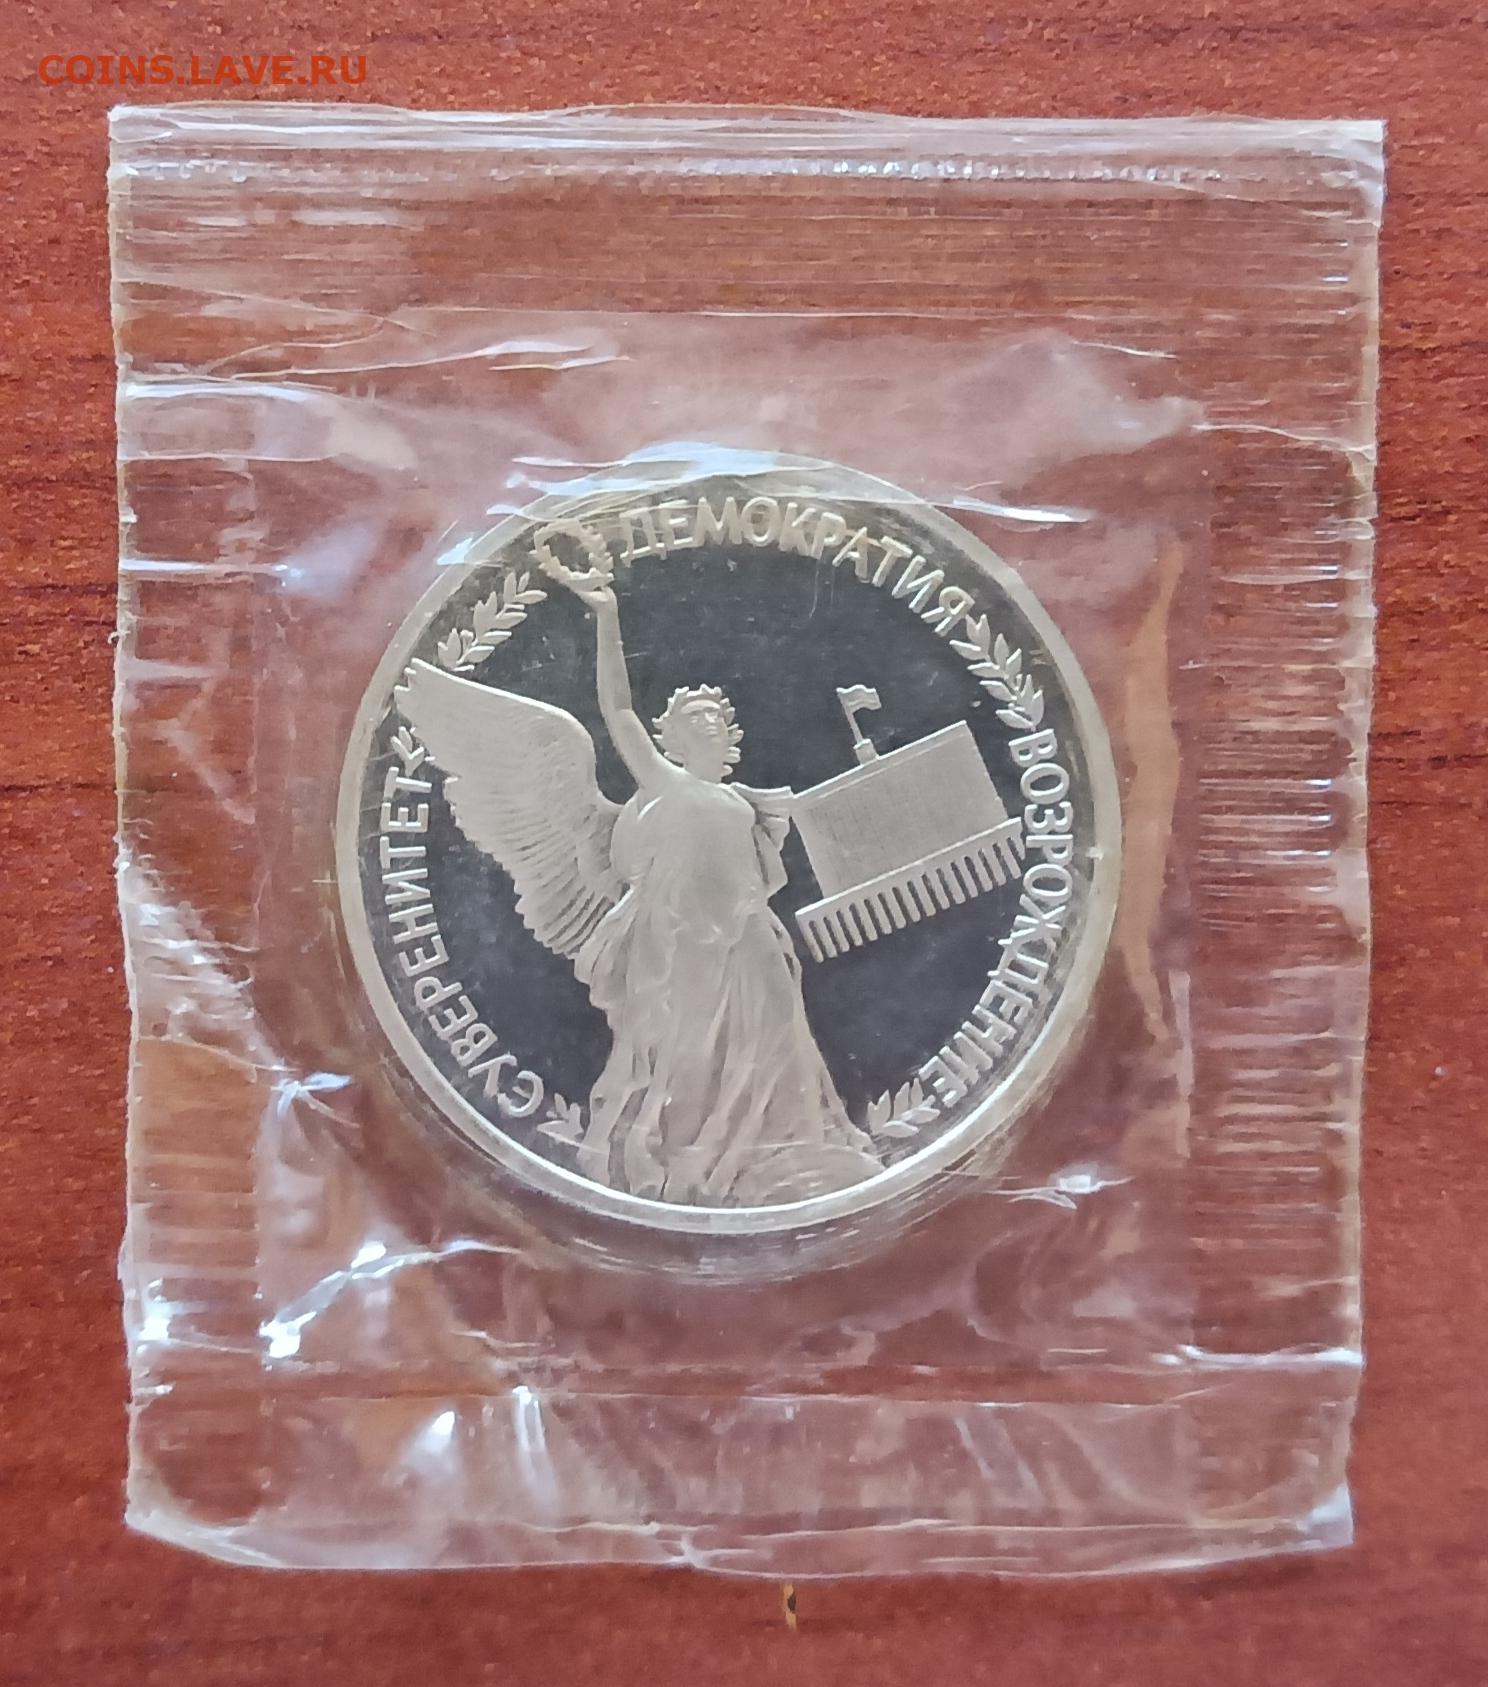 COINS.LAVE.RU
СУВЕРЕНИТЕТ
ДЕМОКРАТИЯ
ВОЗРОЖДЕНИЕ